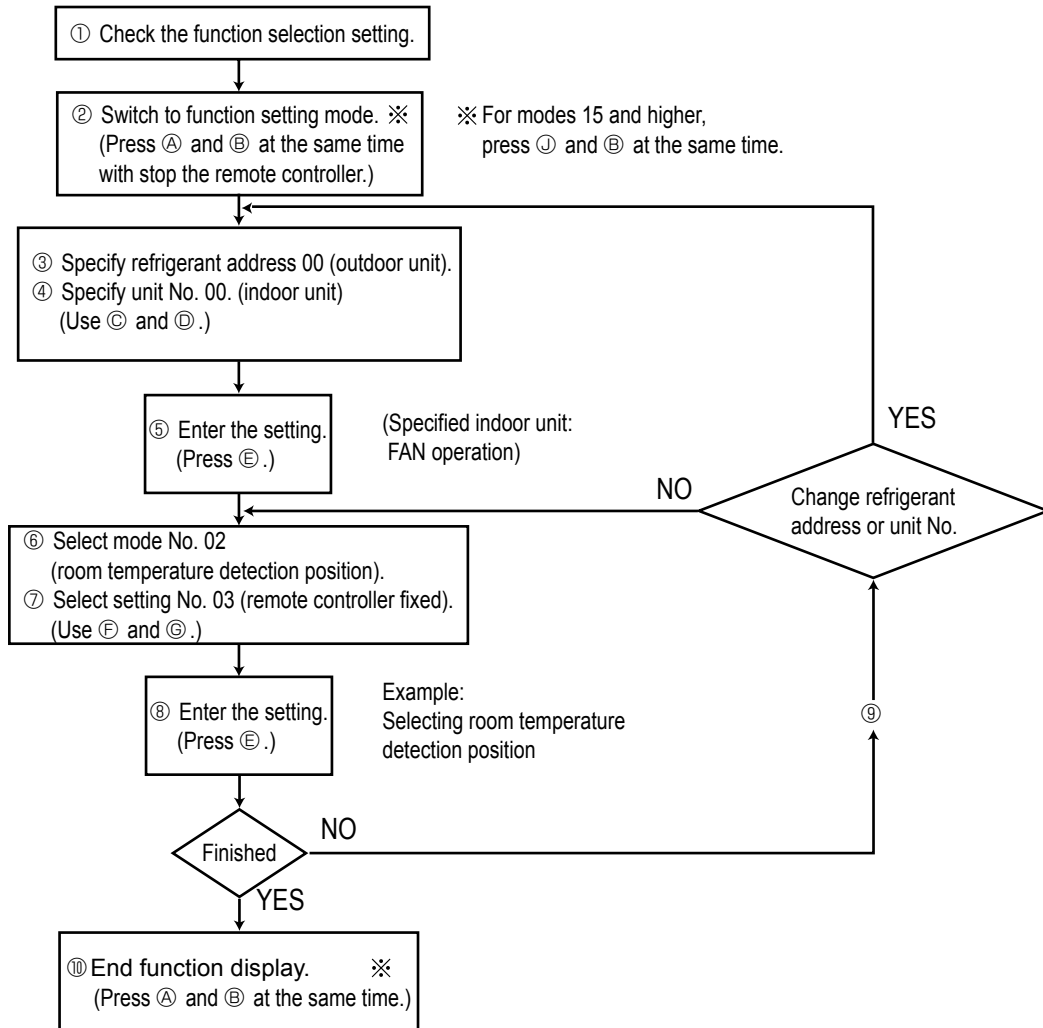 ① Check the function selection setting.
② Switch to function setting mode. ※
(Press Ⓐ and Ⓑ at the same time
with stop the remote controller.)
※ For modes 15 and higher,
press Ⓙ and Ⓑ at the same time.
③ Specify refrigerant address 00 (outdoor unit).
④ Specify unit No. 00. (indoor unit)
(Use Ⓒ and Ⓓ.)
⑤ Enter the setting.
(Press Ⓔ.)
(Specified indoor unit:
FAN operation)
YES
NO
Change refrigerant
address or unit No.
⑥ Select mode No. 02
(room temperature detection position).
⑦ Select setting No. 03 (remote controller fixed).
(Use Ⓕ and Ⓖ.)
⑧ Enter the setting.
(Press Ⓔ.)
Example:
Selecting room temperature
detection position
⑨
Finished
NO
YES
⑩ End function display. ※
(Press Ⓐ and Ⓑ at the same time.)